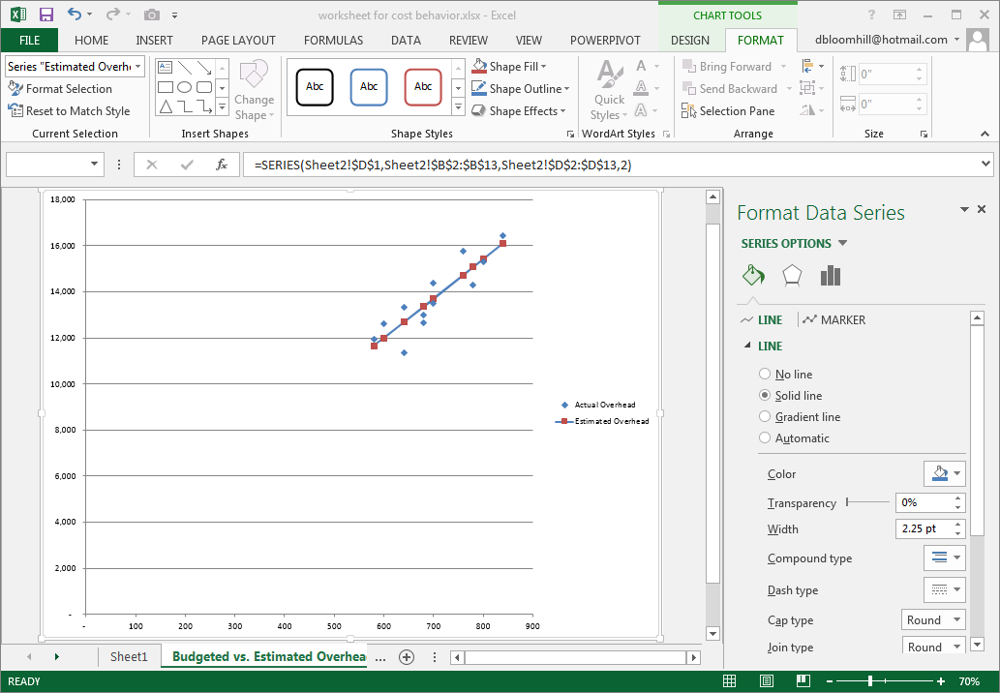 worksheet for cost behavior.xlsx - Excel
CHART TOOLS
FILE HOME INSERT PAGE LAYOUT FORMULAS DATA REVIEW VIEW POWERPIVOT DESIGN FORMAT dbloomhill@hotmail.com
Series "Estimated Overhe
Format Selection
Reset to Match Style
Current Selection
Change
Shape
Insert Shapes
Abc Abc Abc
Shape Fill
Shape Outline
Shape Effects
Shape Styles
Quick
Styles
WordArt Styles
Bring Forward
Send Backward
Selection Pane
Arrange
0"
0"
Size
fx =SERIES(Sheet2!$D$1,Sheet2!$B$2:$B$13,Sheet2!$D$2:$D$13,2)
18,000
16,000
14,000
12,000
10,000
8,000
6,000
4,000
2,000
-
- 100 200 300 400 500 600 700 800 900
Actual Overhead
Estimated Overhead
Format Data Series
SERIES OPTIONS
LINE MARKER
LINE
No line
Solid line
Gradient line
Automatic
Color
Transparency 0%
Width 2.25 pt
Compound type
Dash type
Cap type Round
Join type Round
Sheet1 Budgeted vs. Estimated Overhea ...
READY 70%